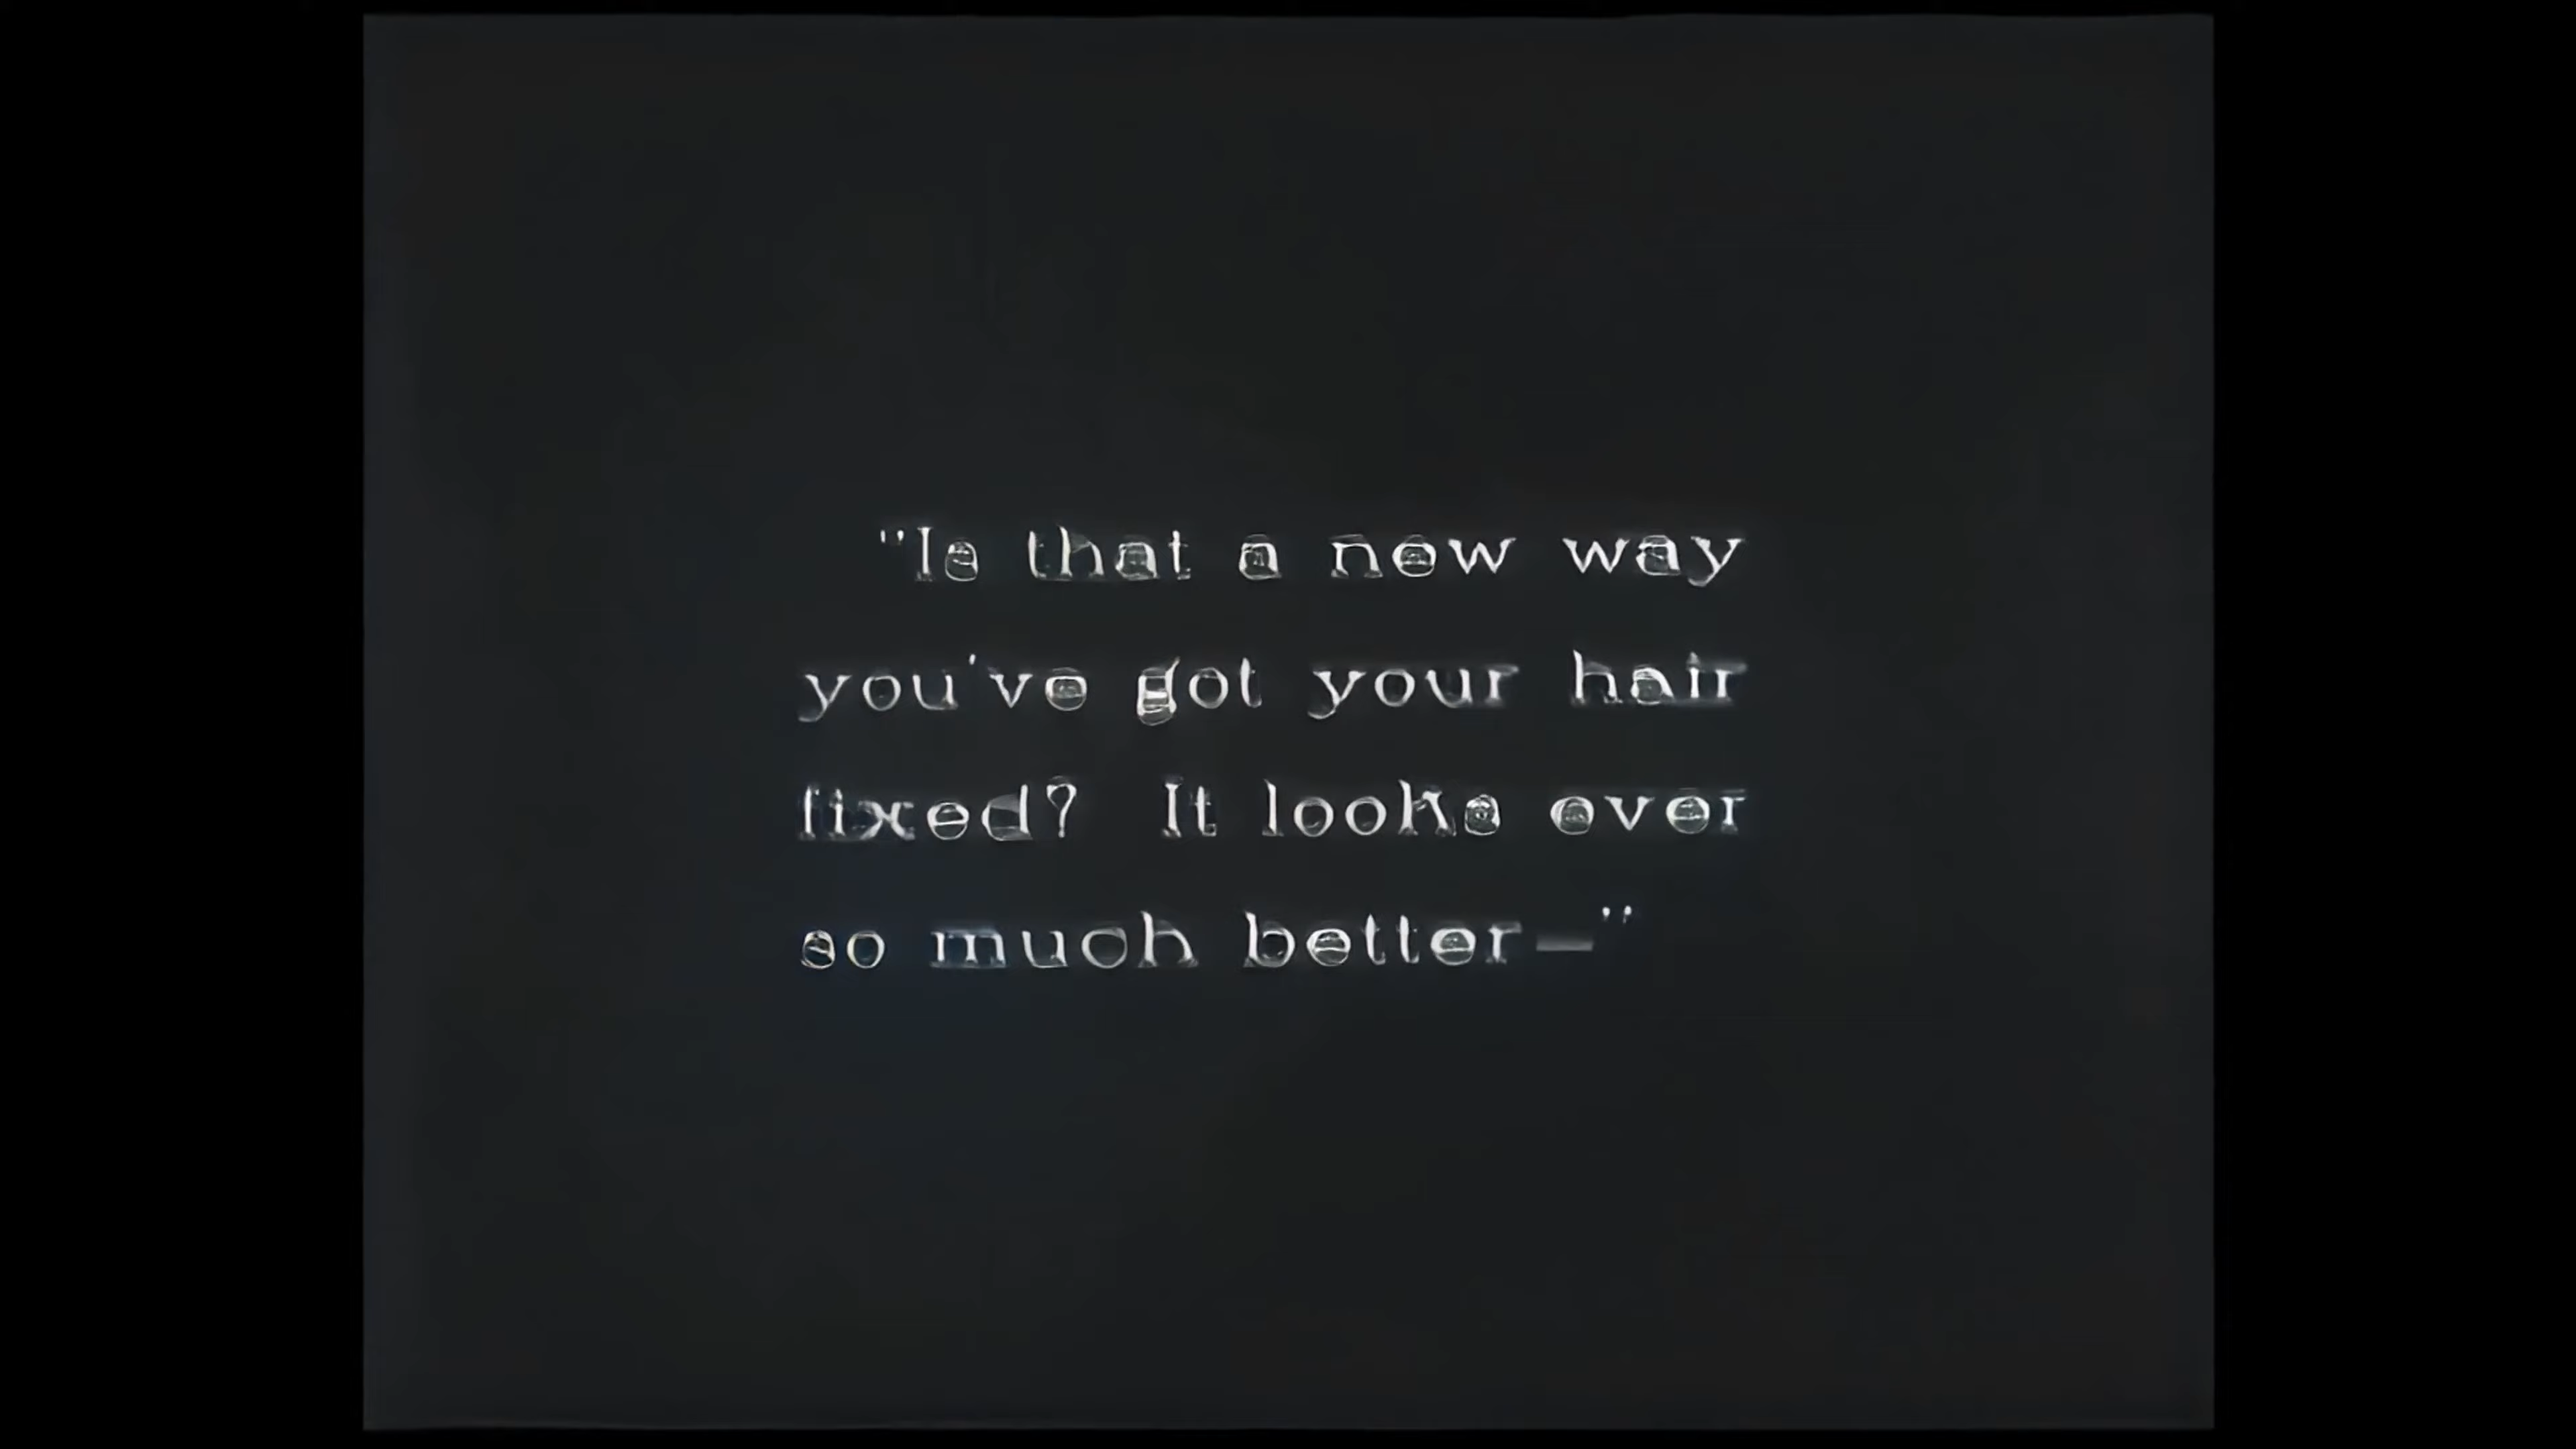 "Is that a new way
you've got your hair
fixed? It looks ever
so much better—"